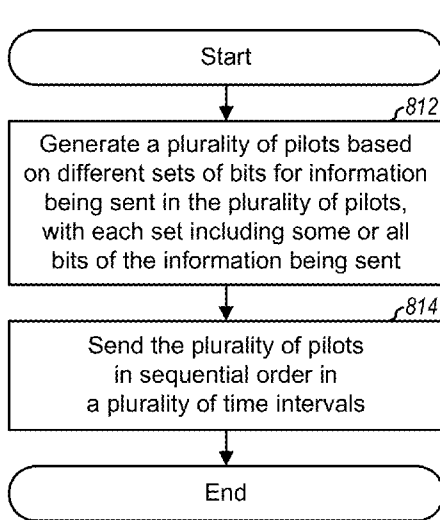 Start
812
Generate a plurality of pilots based
on different sets of bits for information
being sent in the plurality of pilots,
with each set including some or all
bits of the information being sent
814
Send the plurality of pilots
in sequential order in
a plurality of time intervals
End